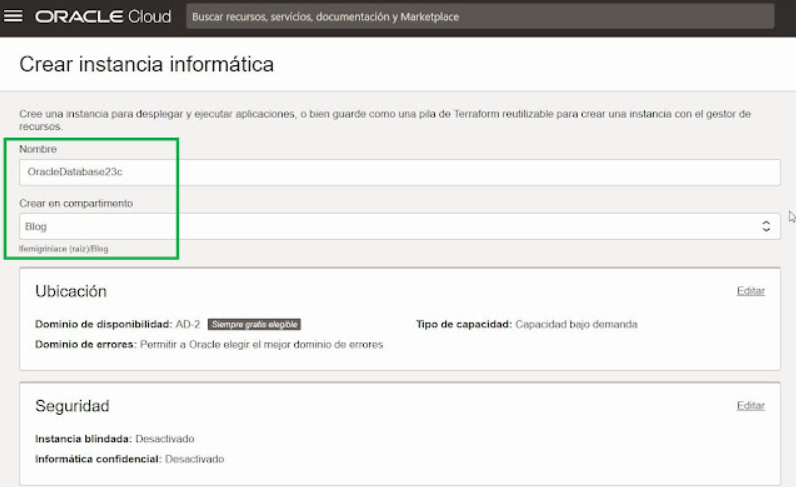 ORACLE Cloud
Buscar recursos, servicios, documentación y Marketplace
Crear instancia informática
Cree una instancia para desplegar y ejecutar aplicaciones, o bien guarde como una pila de Terraform reutilizable para crear una instancia con el gestor de
recursos.
Nombre
OracleDatabase23c
Crear en compartimento
Blog
lfemigriniace (raíz)/Blog
Ubicación
Editar
Dominio de disponibilidad: AD-2 Siempre gratis elegible
Tipo de capacidad: Capacidad bajo demanda
Dominio de errores: Permitir a Oracle elegir el mejor dominio de errores
Seguridad
Editar
Instancia blindada: Desactivado
Informática confidencial: Desactivado